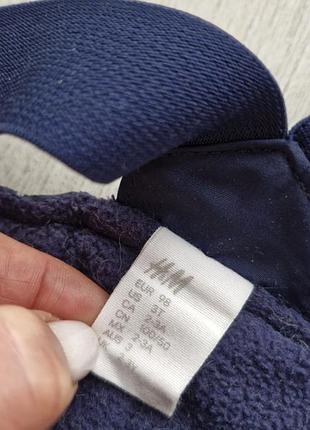 H&M
EUR 98
US 3T
CA 2-3A
CN 100/50
MX 2-3A
AUS 3